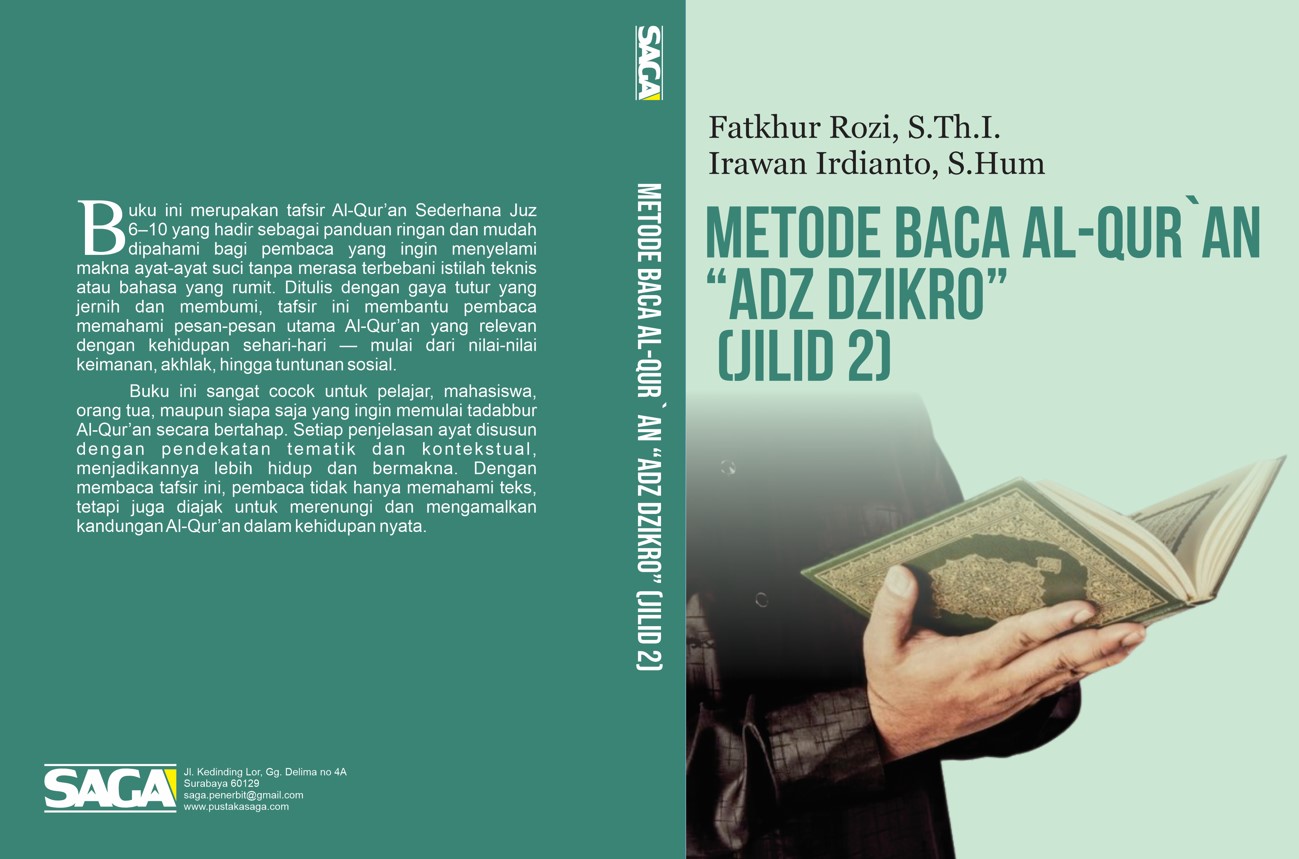 Buku ini merupakan tafsir Al-Qur’an Sederhana Juz
6–10 yang hadir sebagai panduan ringan dan mudah
dipahami bagi pembaca yang ingin menyelami
makna ayat-ayat suci tanpa merasa terbebani istilah teknis
atau bahasa yang rumit. Ditulis dengan gaya tutur yang
jernih dan membumi, tafsir ini membantu pembaca
memahami pesan-pesan utama Al-Qur’an yang relevan
dengan kehidupan sehari-hari — mulai dari nilai-nilai
keimanan, akhlak, hingga tuntunan sosial.
Buku ini sangat cocok untuk pelajar, mahasiswa,
orang tua, maupun siapa saja yang ingin memulai tadabbur
Al-Qur’an secara bertahap. Setiap penjelasan ayat disusun
dengan pendekatan tematik dan kontekstual,
menjadikannya lebih hidup dan bermakna. Dengan
membaca tafsir ini, pembaca tidak hanya memahami teks,
tetapi juga diajak untuk merenungi dan mengamalkan
kandungan Al-Qur’an dalam kehidupan nyata.
SAGA
Jl. Kedinding Lor, Gg. Delima no 4A
Surabaya 60129
saga.penerbit@gmail.com
www.pustakasaga.com
SAGA
METODE BACA AL-QUR`AN “ADZ DZIKRO” (JILID 2)
Fatkhur Rozi, S.Th.I.
Irawan Irdianto, S.Hum
METODE BACA AL-QUR`AN
“ADZ DZIKRO”
(JILID 2)